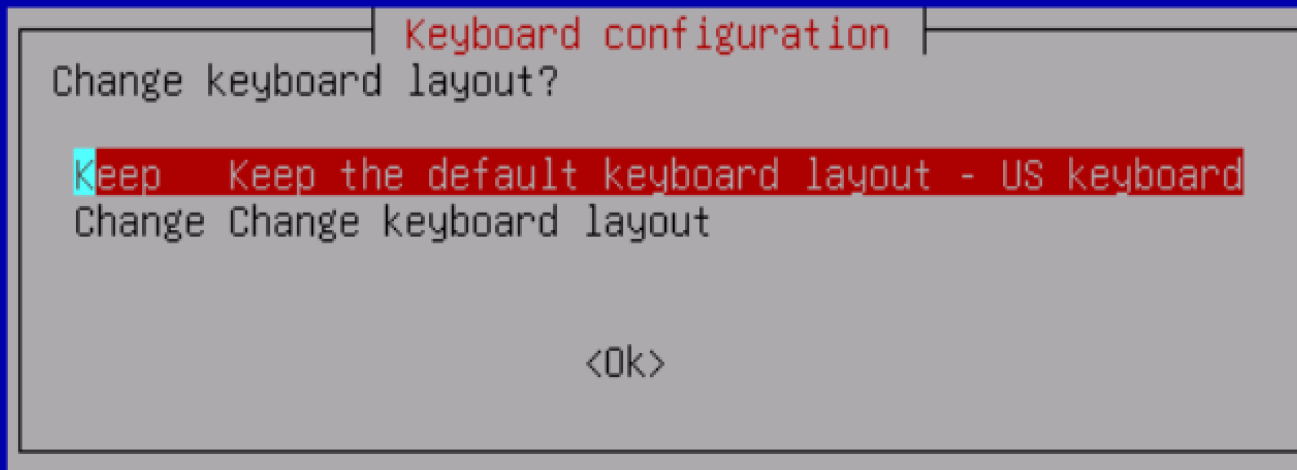 Keyboard configuration
Change keyboard layout?
Keep Keep the default keyboard layout - US keyboard
Change Change keyboard layout
<Ok>